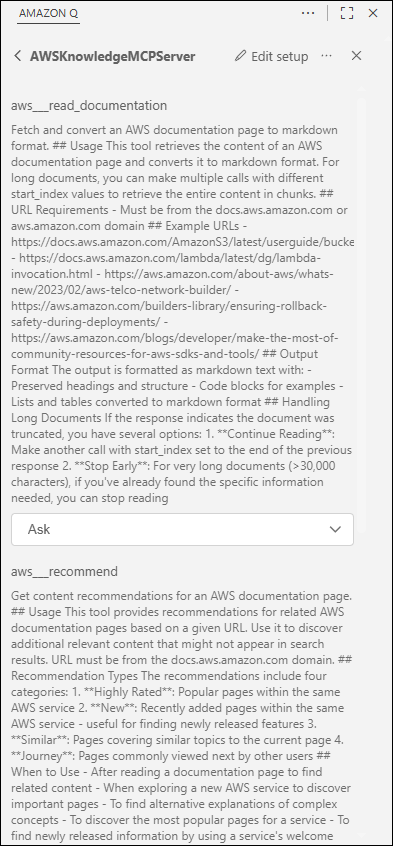 AMAZON Q
AWSKnowledgeMCPServer
Edit setup
aws___read_documentation
Fetch and convert an AWS documentation page to markdown
format. ## Usage This tool retrieves the content of an AWS
documentation page and converts it to markdown format. For
long documents, you can make multiple calls with different
start_index values to retrieve the entire content in chunks. ##
URL Requirements - Must be from the docs.aws.amazon.com or
aws.amazon.com domain ## Example URLs -
https://docs.aws.amazon.com/AmazonS3/latest/userguide/bucke
- https://docs.aws.amazon.com/lambda/latest/dg/lambda-
invocation.html - https://aws.amazon.com/about-aws/whats-
new/2023/02/aws-telco-network-builder/ -
https://aws.amazon.com/builders-library/ensuring-rollback-
safety-during-deployments/ -
https://aws.amazon.com/blogs/developer/make-the-most-of-
community-resources-for-aws-sdks-and-tools/ ## Output
Format The output is formatted as markdown text with: -
Preserved headings and structure - Code blocks for examples -
Lists and tables converted to markdown format ## Handling
Long Documents If the response indicates the document was
truncated, you have several options: 1. **Continue Reading**:
Make another call with start_index set to the end of the previous
response 2. **Stop Early**: For very long documents (>30,000
characters), if you've already found the specific information
needed, you can stop reading
Ask
aws___recommend
Get content recommendations for an AWS documentation page.
## Usage This tool provides recommendations for related AWS
documentation pages based on a given URL. Use it to discover
additional relevant content that might not appear in search
results. URL must be from the docs.aws.amazon.com domain. ##
Recommendation Types The recommendations include four
categories: 1. **Highly Rated**: Popular pages within the same
AWS service 2. **New**: Recently added pages within the same
AWS service - useful for finding newly released features 3.
**Similar**: Pages covering similar topics to the current page 4.
**Journey**: Pages commonly viewed next by other users ##
When to Use - After reading a documentation page to find
related content - When exploring a new AWS service to discover
important pages - To find alternative explanations of complex
concepts - To discover the most popular pages for a service - To
find newly released information by using a service's welcome